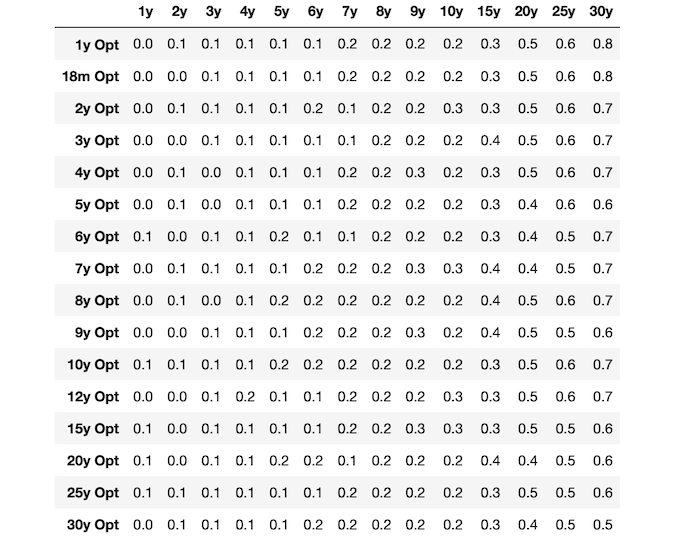 1y 2y 3y 4y 5y 6y 7y 8y 9y 10y 15y 20y 25y 30y
1y Opt 0.0 0.1 0.1 0.1 0.1 0.1 0.2 0.2 0.2 0.2 0.3 0.5 0.6 0.8
18m Opt 0.0 0.0 0.1 0.1 0.1 0.1 0.2 0.2 0.2 0.2 0.3 0.5 0.6 0.8
2y Opt 0.0 0.1 0.1 0.1 0.1 0.2 0.1 0.2 0.2 0.3 0.3 0.5 0.6 0.7
3y Opt 0.0 0.0 0.1 0.1 0.1 0.1 0.1 0.2 0.2 0.2 0.4 0.5 0.6 0.7
4y Opt 0.0 0.1 0.0 0.1 0.1 0.1 0.2 0.2 0.3 0.2 0.3 0.5 0.6 0.7
5y Opt 0.0 0.1 0.0 0.1 0.1 0.1 0.2 0.2 0.2 0.2 0.3 0.4 0.6 0.6
6y Opt 0.1 0.0 0.1 0.1 0.2 0.1 0.1 0.2 0.2 0.2 0.3 0.4 0.5 0.7
7y Opt 0.0 0.1 0.1 0.1 0.1 0.2 0.2 0.2 0.3 0.3 0.4 0.4 0.5 0.7
8y Opt 0.0 0.1 0.0 0.1 0.2 0.2 0.2 0.2 0.2 0.2 0.4 0.5 0.6 0.7
9y Opt 0.0 0.0 0.1 0.1 0.1 0.2 0.2 0.2 0.3 0.2 0.4 0.5 0.5 0.6
10y Opt 0.1 0.1 0.1 0.1 0.2 0.2 0.2 0.2 0.2 0.2 0.3 0.5 0.6 0.7
12y Opt 0.0 0.0 0.1 0.2 0.1 0.1 0.2 0.2 0.2 0.3 0.3 0.5 0.6 0.7
15y Opt 0.1 0.0 0.1 0.1 0.1 0.1 0.2 0.2 0.3 0.3 0.3 0.5 0.5 0.6
20y Opt 0.1 0.0 0.1 0.1 0.2 0.2 0.1 0.2 0.2 0.2 0.4 0.4 0.5 0.6
25y Opt 0.1 0.1 0.1 0.1 0.1 0.1 0.2 0.2 0.2 0.2 0.3 0.5 0.5 0.6
30y Opt 0.0 0.1 0.1 0.1 0.1 0.2 0.2 0.2 0.2 0.2 0.3 0.4 0.5 0.5